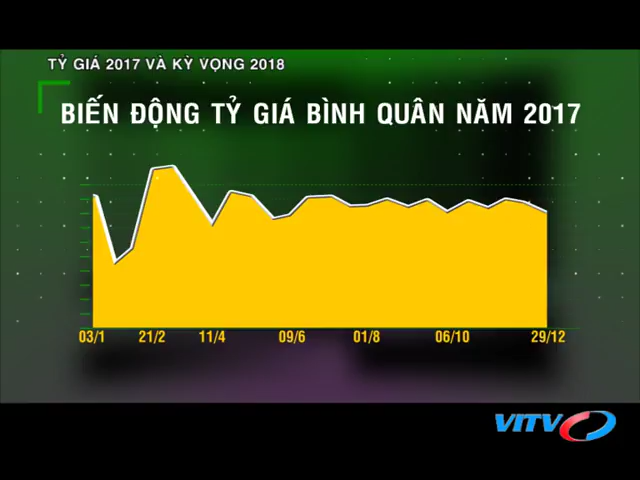 TỶ GIÁ 2017 VÀ KỲ VỌNG 2018
BIẾN ĐỘNG TỶ GIÁ BÌNH QUÂN NĂM 2017
03/1 21/2 11/4 09/6 01/8 06/10 29/12
VITV